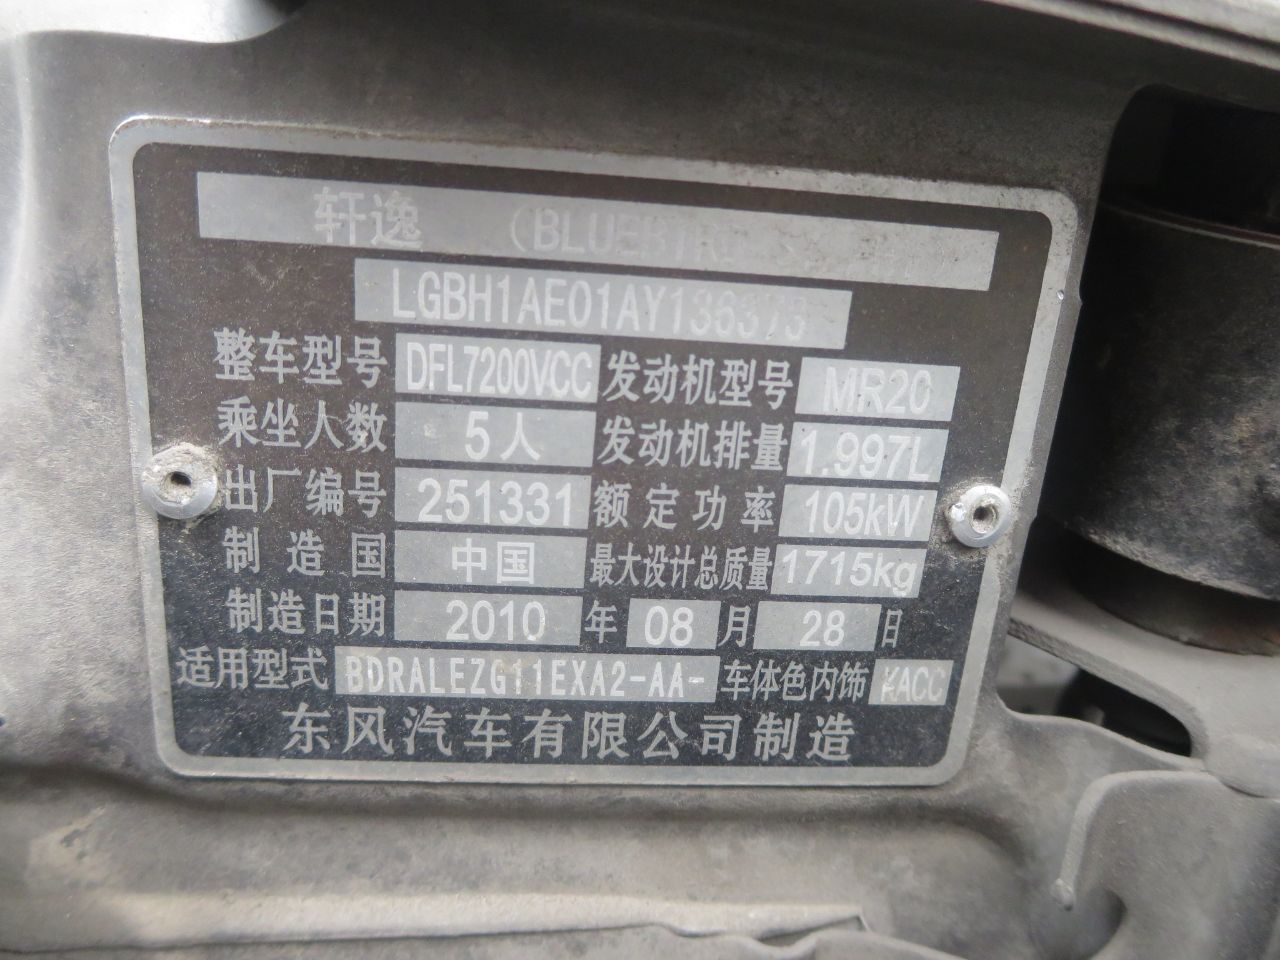 轩逸 (BLUEBIRD
LGBH1AE01AY136373
整车型号 DFL7200VCC 发动机型号 MR20
乘坐人数 5人 发动机排量 1.997L
出厂编号 251331 额定功率 105kW
制造国 中国 最大设计总质量 1715kg
制造日期 2010 年 08 月 28 日
适用型式 BDRALEZG11EXA2-AA- 车体色内饰 KACC
东风汽车有限公司制造